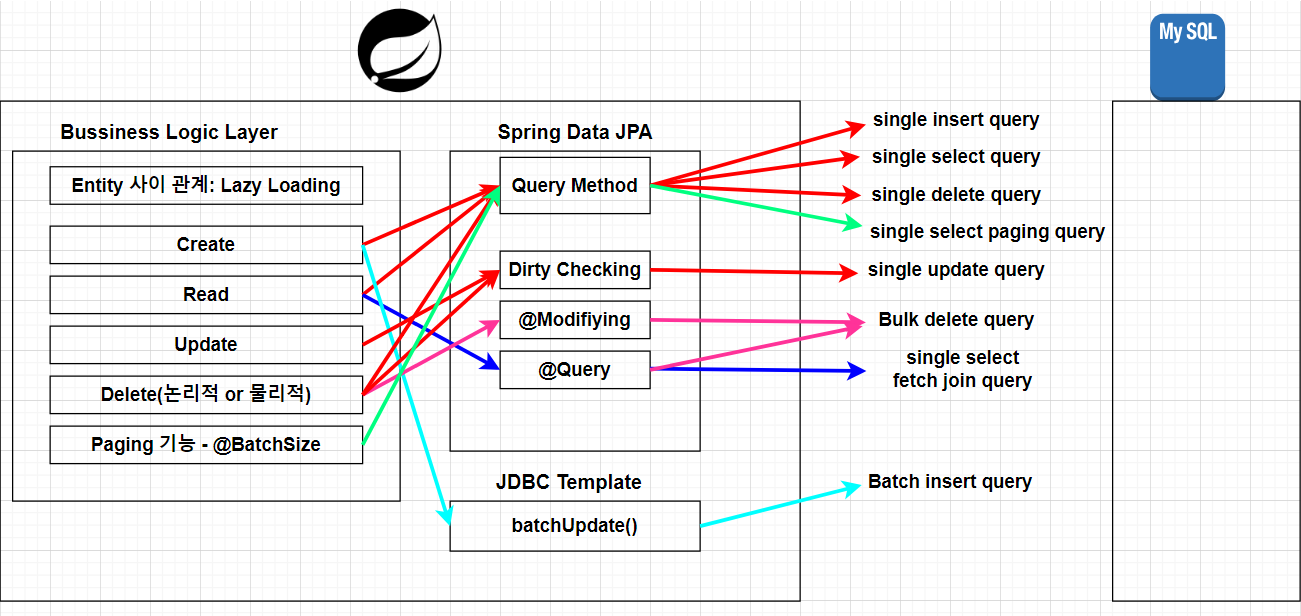 My SQL
Bussiness Logic Layer
Entity 사이 관계: Lazy Loading
Create
Read
Update
Delete(논리적 or 물리적)
Paging 기능 - @BatchSize
Spring Data JPA
Query Method
Dirty Checking
@Modifiying
@Query
JDBC Template
batchUpdate()
single insert query
single select query
single delete query
single select paging query
single update query
Bulk delete query
single select
fetch join query
Batch insert query